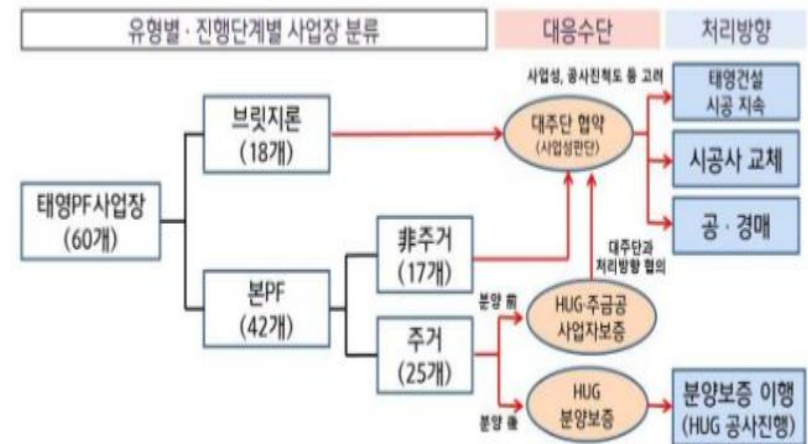 유형별 · 진행단계별 사업장 분류
대응수단
처리방향
사업성, 공사진척도 등 고려
태영건설
시공 지속
브릿지론
(18개)
대주단 협약
(사업성판단)
시공사 교체
태영PF사업장
(60개)
공 · 경매
非주거
(17개)
대주단과
처리방향 협의
본PF
(42개)
분양 前
HUG·주금공
사업자보증
주거
(25개)
분양 後
HUG
분양보증
분양보증 이행
(HUG 공사진행)